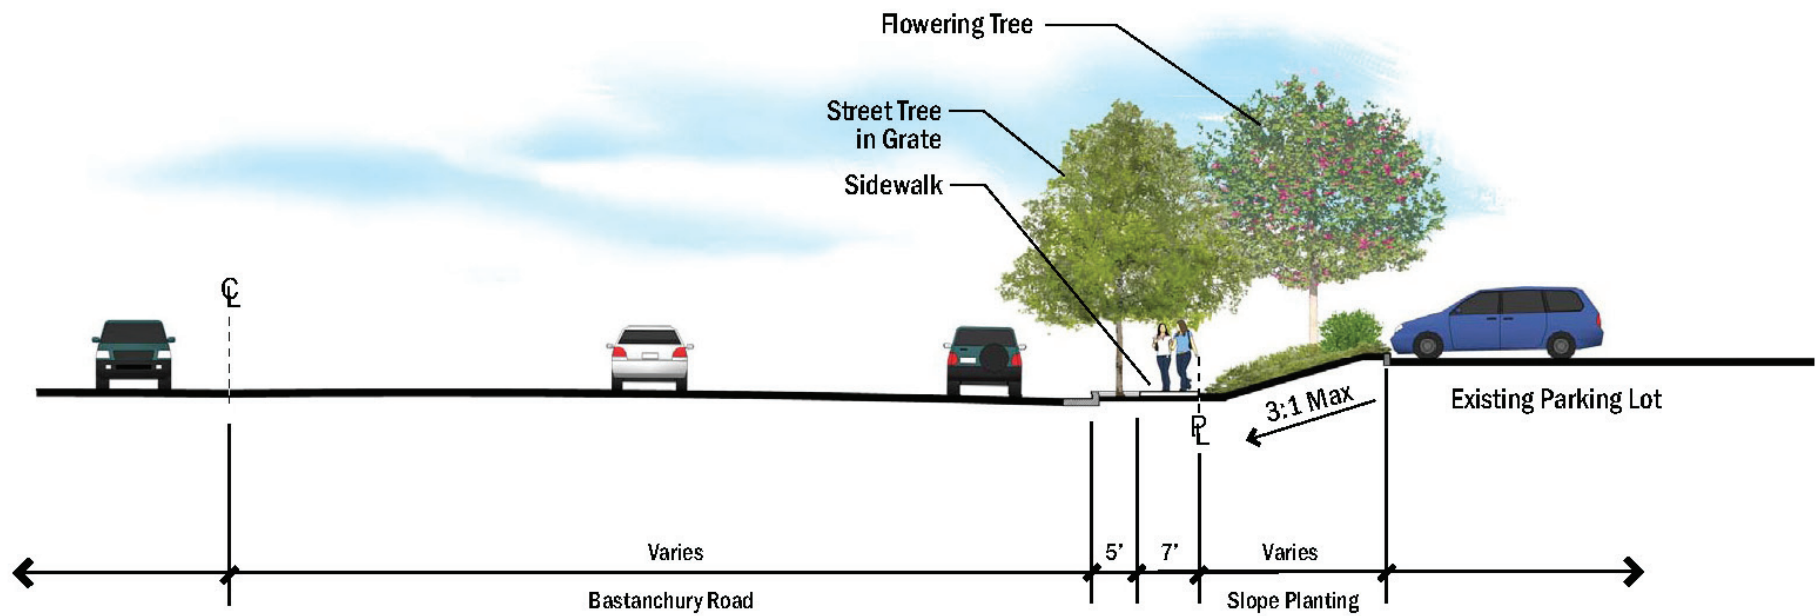 Flowering Tree
Street Tree
in Grate
Sidewalk
CL
3:1 Max
PL
Existing Parking Lot
Varies
5'
7'
Varies
Bastanchury Road
Slope Planting